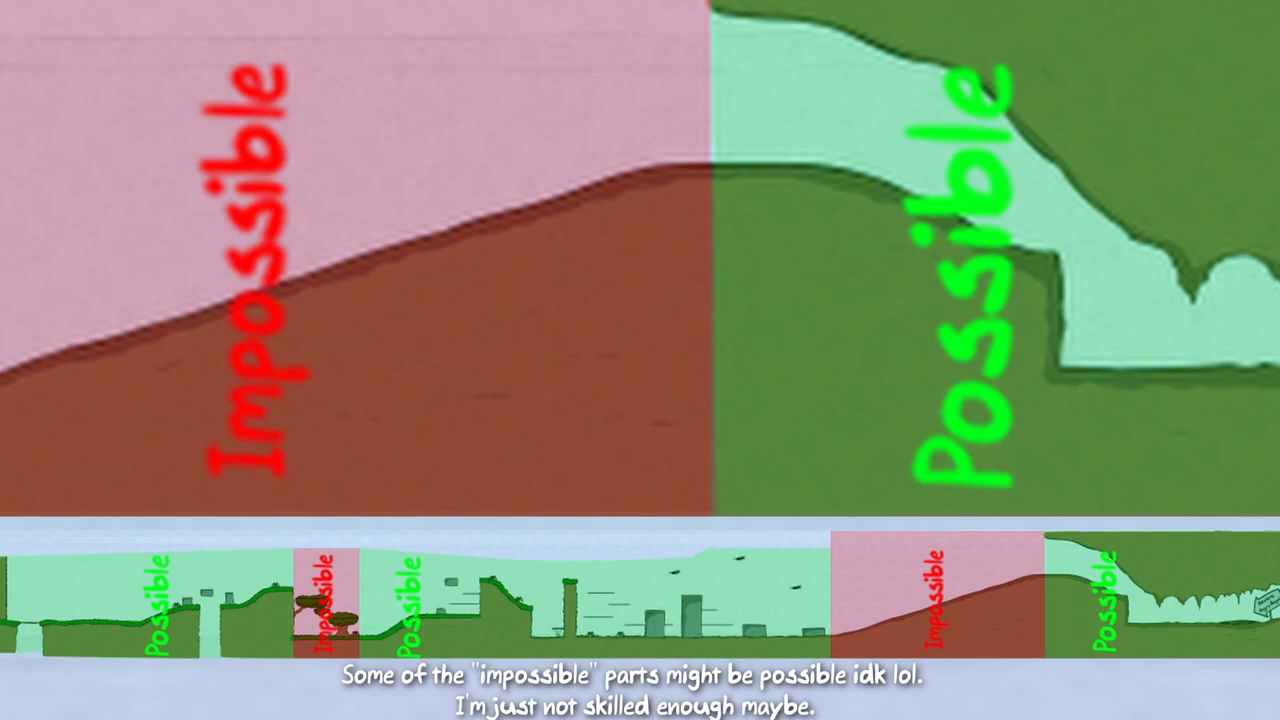 Impossible
Possible
Possible
Impossible
Possible
Impossible
Possible
Some of the "impossible" parts might be possible idk lol.
I'm just not skilled enough maybe.